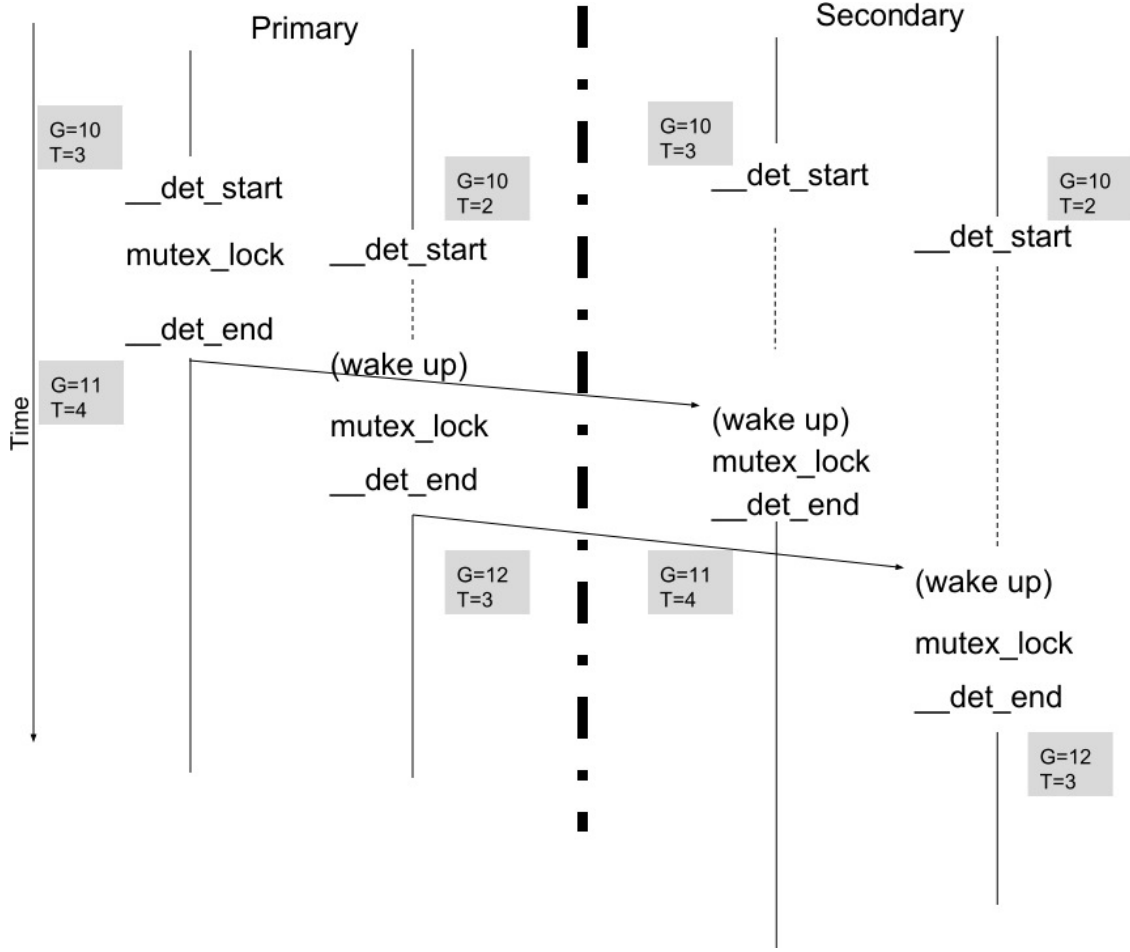 Primary
Secondary
G=10
T=3
__det_start
mutex_lock
__det_end
G=11
T=4
G=10
T=2
__det_start
(wake up)
mutex_lock
__det_end
G=12
T=3
G=10
T=3
__det_start
(wake up)
mutex_lock
__det_end
G=11
T=4
G=10
T=2
__det_start
(wake up)
mutex_lock
__det_end
G=12
T=3
Time